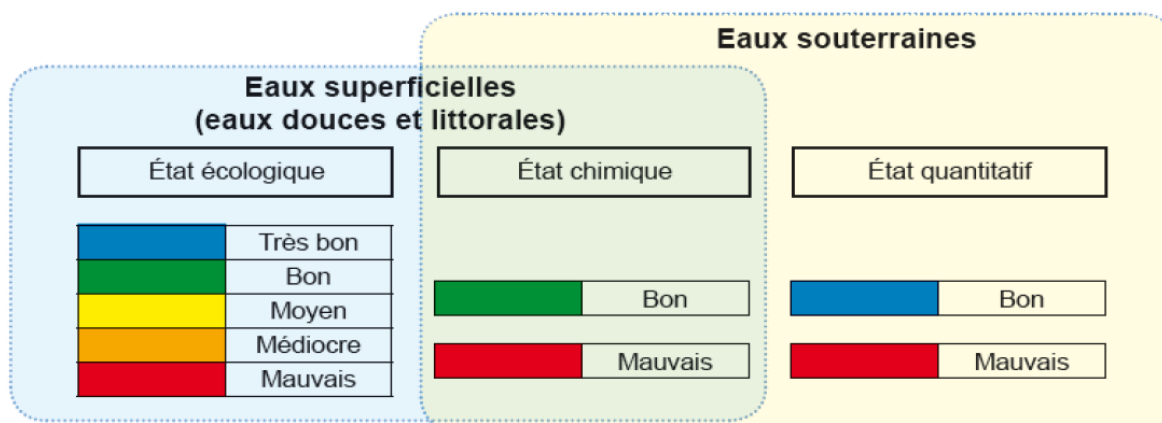 Eaux souterraines
Eaux superficielles
(eaux douces et littorales)
État écologique
État chimique
État quantitatif
Très bon
Bon
Moyen
Médiocre
Mauvais
Bon
Mauvais
Bon
Mauvais